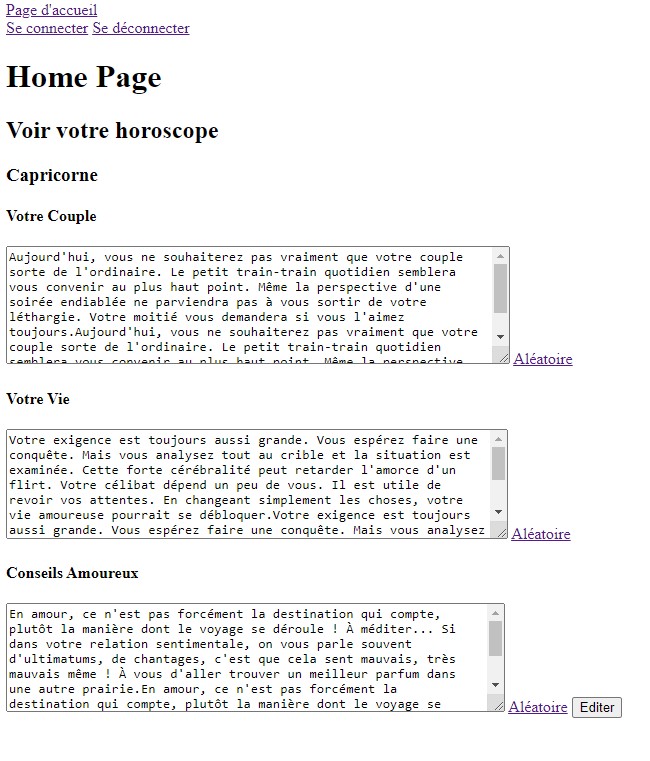 Page d'accueil
Se connecter Se déconnecter
Home Page
Voir votre horoscope
Capricorne
Votre Couple
Aujourd'hui, vous ne souhaiterez pas vraiment que votre couple
sorte de l'ordinaire. Le petit train-train quotidien semblera
vous convenir au plus haut point. Même la perspective d'une
soirée endiablée ne parviendra pas à vous sortir de votre
léthargie. Votre moitié vous demandera si vous l'aimez
toujours.Aujourd'hui, vous ne souhaiterez pas vraiment que votre
couple sorte de l'ordinaire. Le petit train-train quotidien
semblera vous convenir au plus haut point. Même la perspective
Aléatoire
Votre Vie
Votre exigence est toujours aussi grande. Vous espérez faire une
conquête. Mais vous analysez tout au crible et la situation est
examinée. Cette forte cérébralité peut retarder l'amorce d'un
flirt. Votre célibat dépend un peu de vous. Il est utile de
revoir vos attentes. En changeant simplement les choses, votre
vie amoureuse pourrait se débloquer.Votre exigence est toujours
aussi grande. Vous espérez faire une conquête. Mais vous analysez
Aléatoire
Conseils Amoureux
En amour, ce n'est pas forcément la destination qui compte,
plutôt la manière dont le voyage se déroule ! À méditer... Si
dans votre relation sentimentale, on vous parle souvent
d'ultimatums, de chantages, c'est que cela sent mauvais, très
mauvais même ! À vous d'aller trouver un meilleur parfum dans
une autre prairie.En amour, ce n'est pas forcément la
destination qui compte, plutôt la manière dont le voyage se
Aléatoire Editer